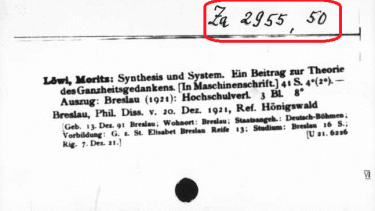 Za 2955, 50
Löwi, Moritz: Synthesis und System. Ein Beitrag zur Theorie
des Ganzheitsgedankens. [In Maschinenschrift.] 41 S. 4°(2°).—
Auszug: Breslau (1921): Hochschulverl. 3 Bl. 8°
Breslau, Phil. Diss. v. 20. Dez. 1921, Ref. Hönigswald
[Geb. 13. Dez. 91 Breslau; Wohnort: Breslau; Staatsangeh.: Deutsch-Böhmen;
Vorbildung: G. z. St. Elisabet Breslau Reife 13; Studium: Breslau 16 S.;
Rig. 7. Dez. 21.] [U 21. 6226